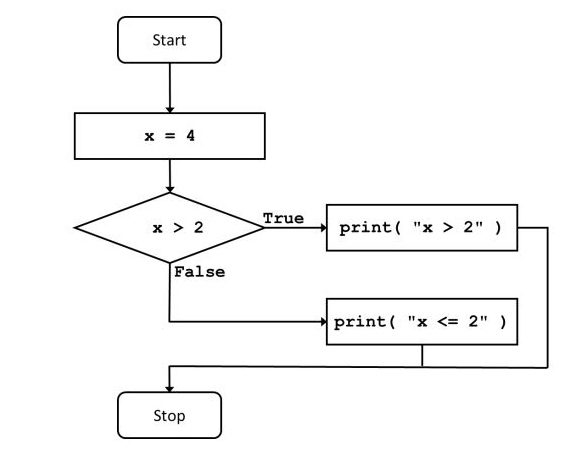 Start
x = 4
x > 2
True
print( "x > 2" )
False
print( "x <= 2" )
Stop